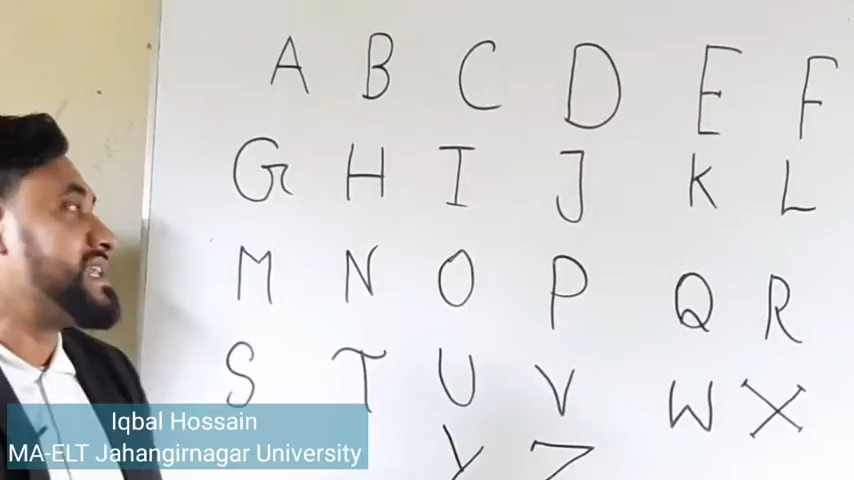 A B C D E F
G H I J K L
M N O P Q R
S T U V W X
Y Z
Iqbal Hossain
MA-ELT Jahangirnagar University